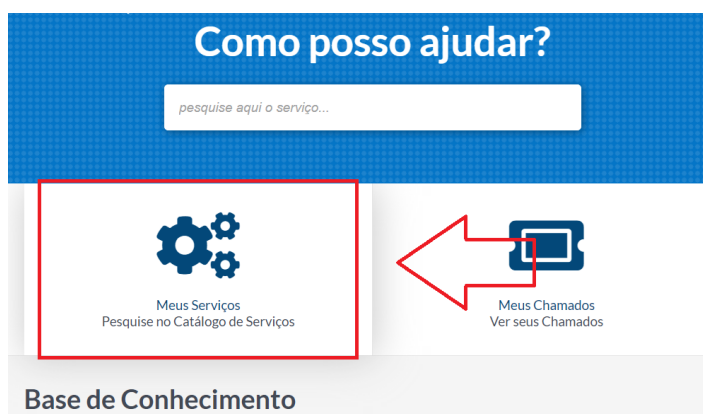 Como posso ajudar?
pesquise aqui o serviço...
Meus Serviços
Pesquise no Catálogo de Serviços
Meus Chamados
Ver seus Chamados
Base de Conhecimento